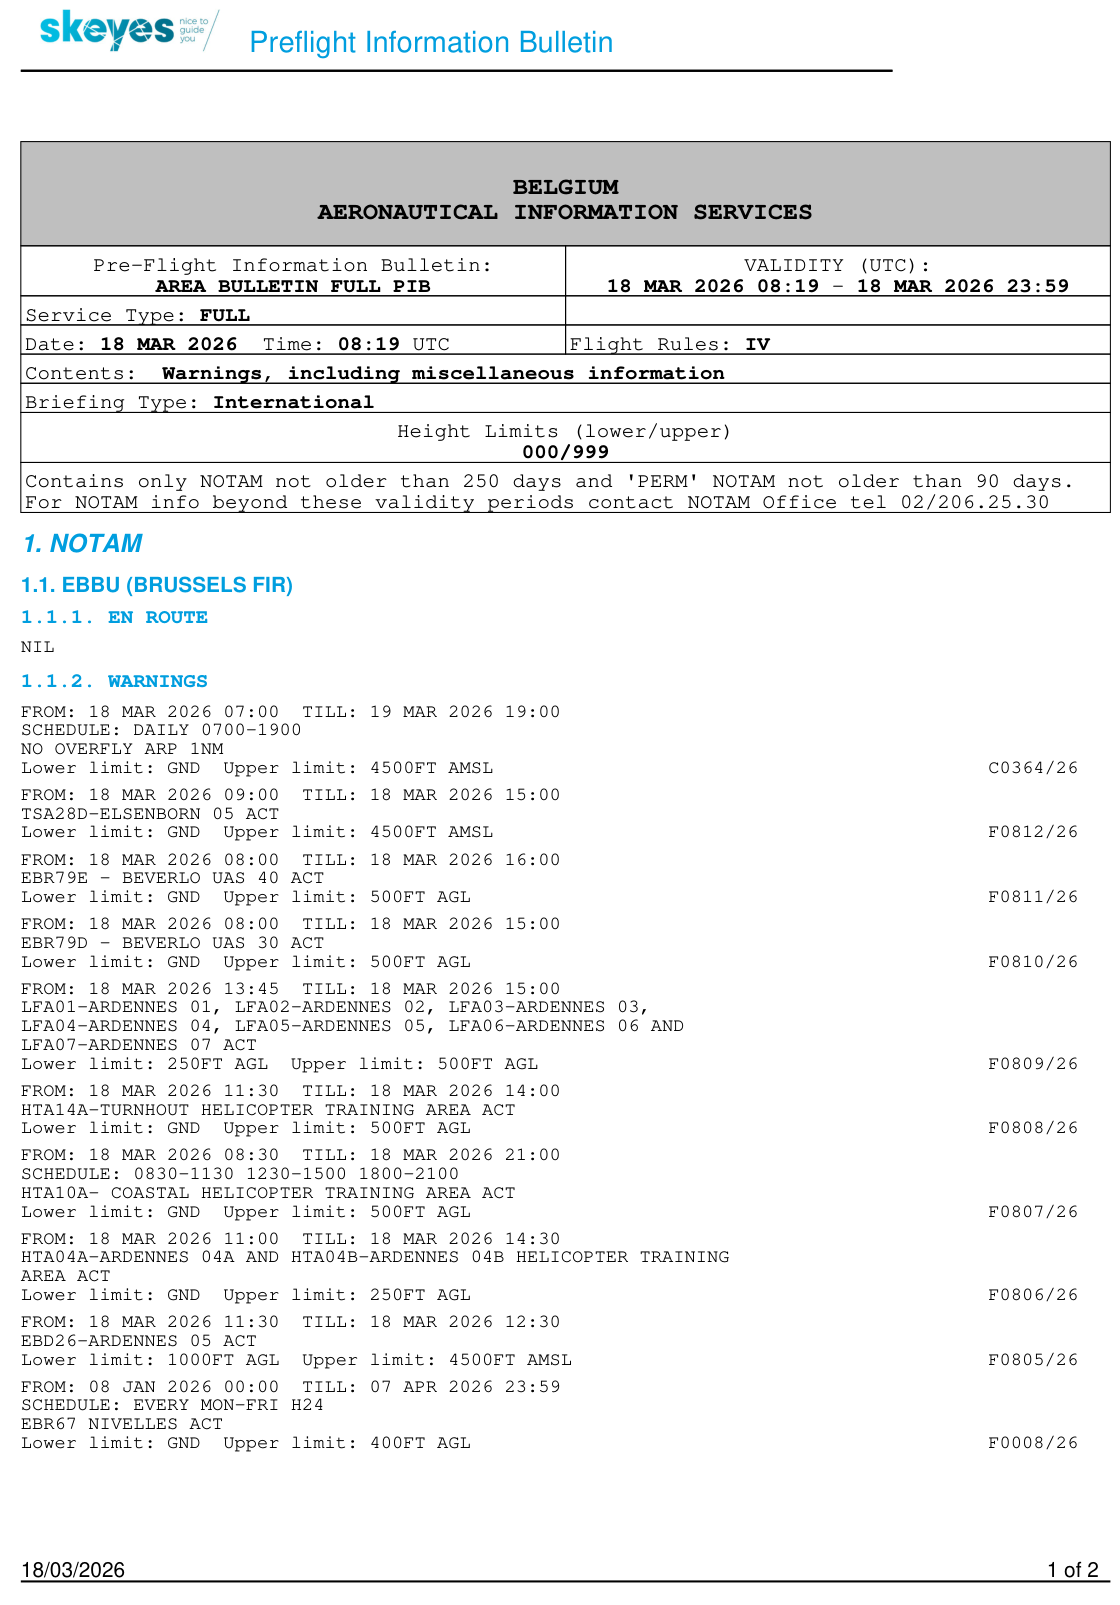 skeyes nice to guide you
Preflight Information Bulletin
BELGIUM
AERONAUTICAL INFORMATION SERVICES
Pre-Flight Information Bulletin:
AREA BULLETIN FULL PIB
VALIDITY (UTC):
18 MAR 2026 08:19 - 18 MAR 2026 23:59
Service Type: FULL
Date: 18 MAR 2026  Time: 08:19 UTC
Flight Rules: IV
Contents:  Warnings, including miscellaneous information
Briefing Type: International
Height Limits (lower/upper)
000/999
Contains only NOTAM not older than 250 days and 'PERM' NOTAM not older than 90 days.
For NOTAM info beyond these validity periods contact NOTAM Office tel 02/206.25.30
1. NOTAM
1.1. EBBU (BRUSSELS FIR)
1.1.1. EN ROUTE
NIL
1.1.2. WARNINGS
FROM: 18 MAR 2026 07:00  TILL: 19 MAR 2026 19:00
SCHEDULE: DAILY 0700-1900
NO OVERFLY ARP 1NM
Lower limit: GND  Upper limit: 4500FT AMSL  C0364/26
FROM: 18 MAR 2026 09:00  TILL: 18 MAR 2026 15:00
TSA28D-ELSENBORN 05 ACT
Lower limit: GND  Upper limit: 4500FT AMSL  F0812/26
FROM: 18 MAR 2026 08:00  TILL: 18 MAR 2026 16:00
EBR79E - BEVERLO UAS 40 ACT
Lower limit: GND  Upper limit: 500FT AGL  F0811/26
FROM: 18 MAR 2026 08:00  TILL: 18 MAR 2026 15:00
EBR79D - BEVERLO UAS 30 ACT
Lower limit: GND  Upper limit: 500FT AGL  F0810/26
FROM: 18 MAR 2026 13:45  TILL: 18 MAR 2026 15:00
LFA01-ARDENNES 01, LFA02-ARDENNES 02, LFA03-ARDENNES 03,
LFA04-ARDENNES 04, LFA05-ARDENNES 05, LFA06-ARDENNES 06 AND
LFA07-ARDENNES 07 ACT
Lower limit: 250FT AGL  Upper limit: 500FT AGL  F0809/26
FROM: 18 MAR 2026 11:30  TILL: 18 MAR 2026 14:00
HTA14A-TURNHOUT HELICOPTER TRAINING AREA ACT
Lower limit: GND  Upper limit: 500FT AGL  F0808/26
FROM: 18 MAR 2026 08:30  TILL: 18 MAR 2026 21:00
SCHEDULE: 0830-1130 1230-1500 1800-2100
HTA10A- COASTAL HELICOPTER TRAINING AREA ACT
Lower limit: GND  Upper limit: 500FT AGL  F0807/26
FROM: 18 MAR 2026 11:00  TILL: 18 MAR 2026 14:30
HTA04A-ARDENNES 04A AND HTA04B-ARDENNES 04B HELICOPTER TRAINING
AREA ACT
Lower limit: GND  Upper limit: 250FT AGL  F0806/26
FROM: 18 MAR 2026 11:30  TILL: 18 MAR 2026 12:30
EBD26-ARDENNES 05 ACT
Lower limit: 1000FT AGL  Upper limit: 4500FT AMSL  F0805/26
FROM: 08 JAN 2026 00:00  TILL: 07 APR 2026 23:59
SCHEDULE: EVERY MON-FRI H24
EBR67 NIVELLES ACT
Lower limit: GND  Upper limit: 400FT AGL  F0008/26
18/03/2026  1 of 2